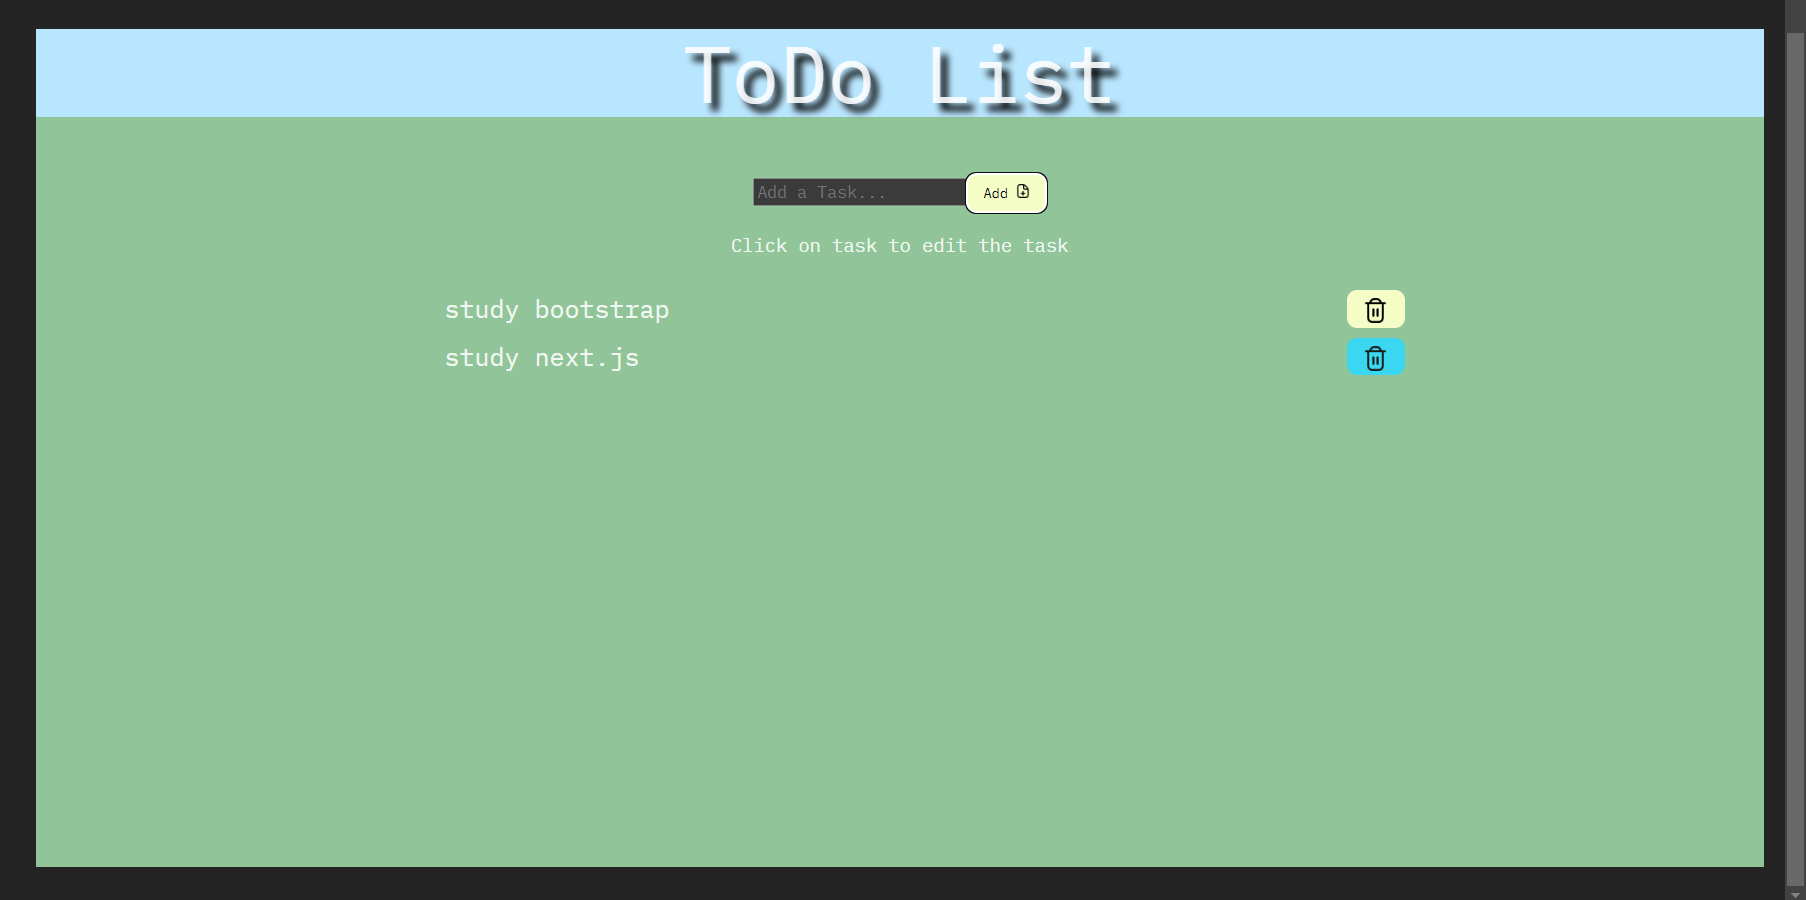 ToDo List
Add a Task...
Add
Click on task to edit the task
study bootstrap
study next.js